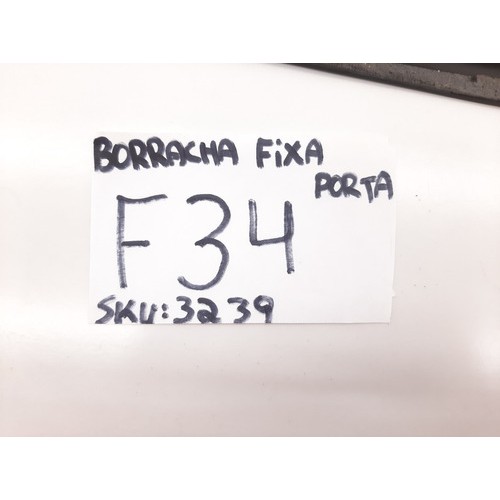 BORRACHA FiXA
PORTA
F34
SKU:3239